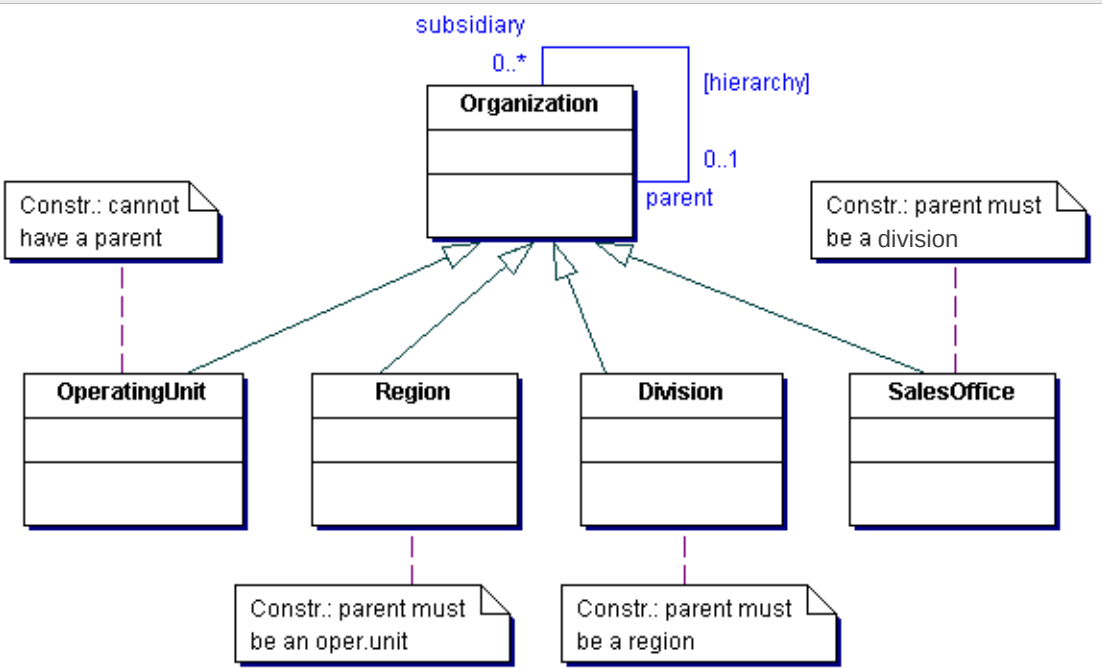 subsidiary
0..*
[hierarchy]
Organization
0..1
parent
Constr.: cannot
have a parent
Constr.: parent must
be a division
OperatingUnit
Region
Division
SalesOffice
Constr.: parent must
be an oper.unit
Constr.: parent must
be a region